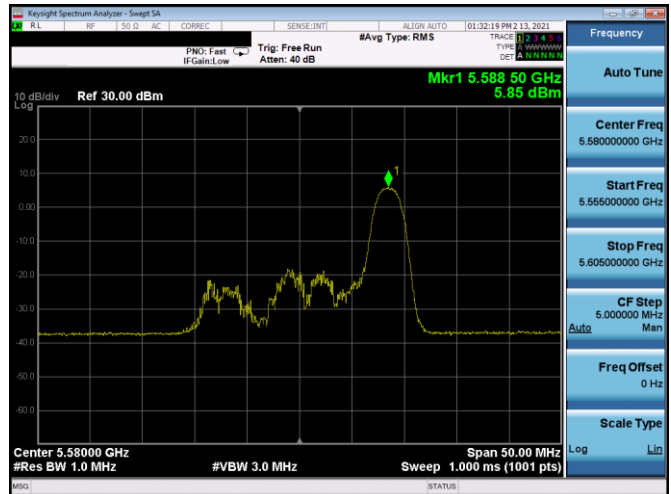 Keysight Spectrum Analyzer - Swept SA
RL RF 50 Ω AC CORREC SENSE:INT ALIGN AUTO 01:32:19 PM 2 13, 2021
#Avg Type: RMS
TRACE 1 2 3 4 5 6
TYPE A WWWWW
DET A N N N N N
PNO: Fast
IFGain:Low
Trig: Free Run
Atten: 40 dB
Mkr1 5.588 50 GHz
5.85 dBm
10 dB/div Ref 30.00 dBm
Log
20.0
10.0
0.00
-10.0
-20.0
-30.0
-40.0
-50.0
-60.0
1
Center 5.58000 GHz
Span 50.00 MHz
#Res BW 1.0 MHz
#VBW 3.0 MHz
Sweep 1.000 ms (1001 pts)
MSG
STATUS
Frequency
Auto Tune
Center Freq
5.580000000 GHz
Start Freq
5.555000000 GHz
Stop Freq
5.605000000 GHz
CF Step
5.000000 MHz
Auto Man
Freq Offset
0 Hz
Scale Type
Log Lin